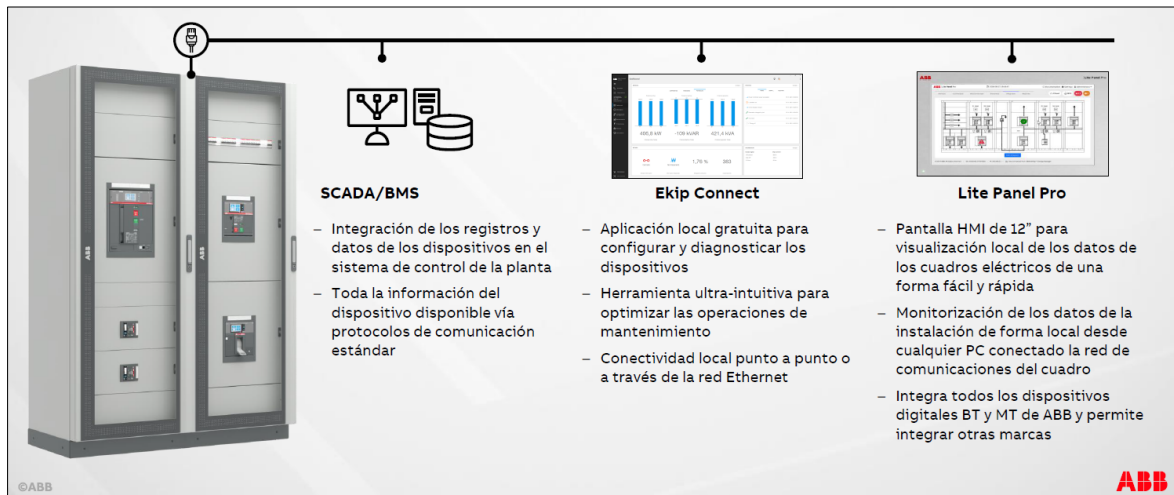 SCADA/BMS
– Integración de los registros y
datos de los dispositivos en el
sistema de control de la planta
– Toda la información del
dispositivo disponible vía
protocolos de comunicación
estándar
Ekip Connect
– Aplicación local gratuita para
configurar y diagnosticar los
dispositivos
– Herramienta ultra-intuitiva para
optimizar las operaciones de
mantenimiento
– Conectividad local punto a punto o
a través de la red Ethernet
ABB
Lite Panel Pro
Lite Panel Pro
– Pantalla HMI de 12” para
visualización local de los datos de
los cuadros eléctricos de una
forma fácil y rápida
– Monitorización de los datos de la
instalación de forma local desde
cualquier PC conectado la red de
comunicaciones del cuadro
– Integra todos los dispositivos
digitales BT y MT de ABB y permite
integrar otras marcas
ABB
ABB
©ABB
ABB